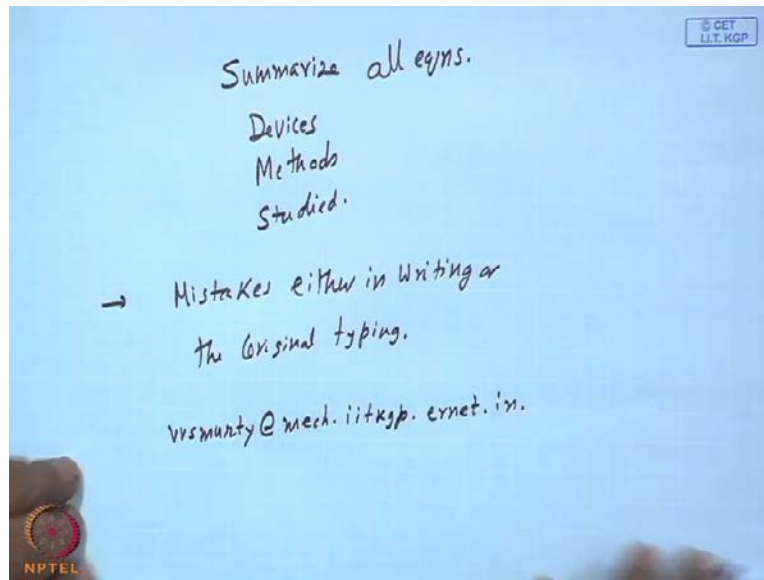 © CET
I.I.T. KGP
Summarize all eqns.
Devices
Methods
Studied.
→ Mistakes either in Writing or
the Original typing.
vvsmurty@mech.iitkgp.ernet.in.
NPTEL